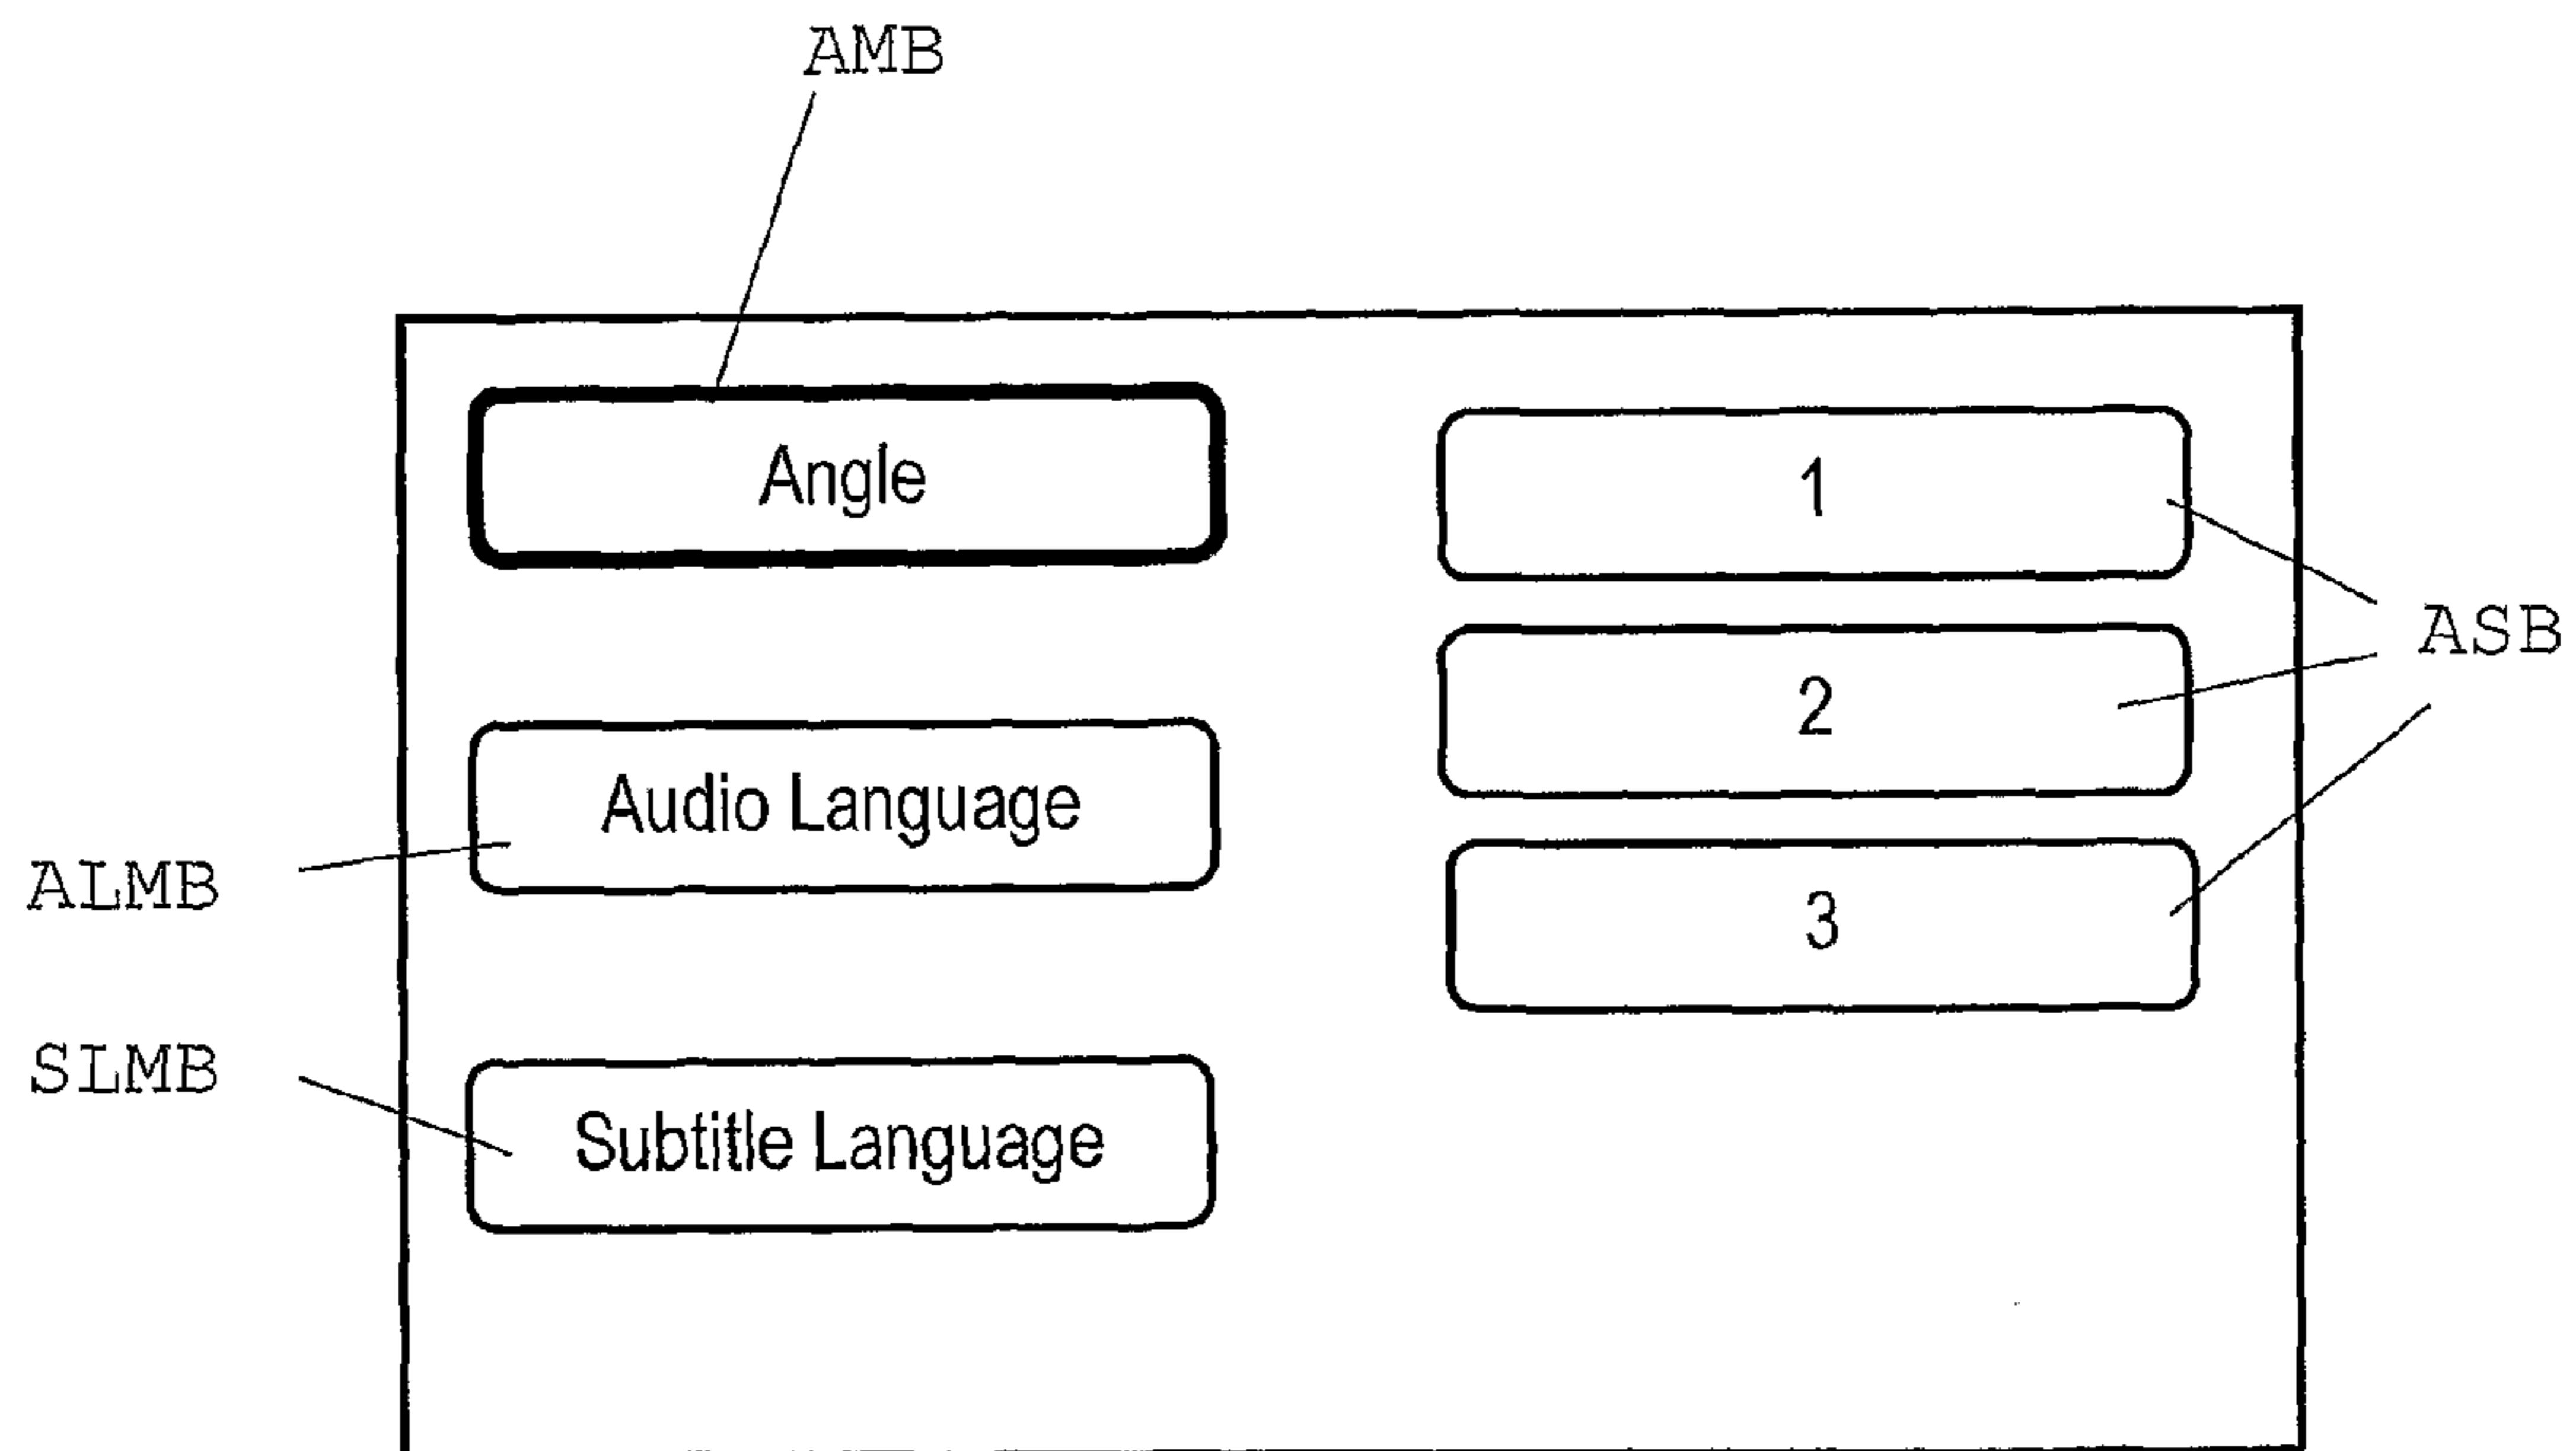 AMB
Angle
1
ASB
2
Audio Language
ALMB
3
SLMB
Subtitle Language